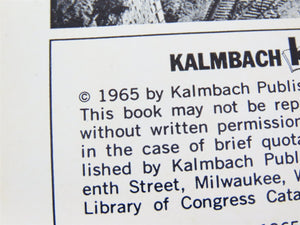 KALMBACH
© 1965 by Kalmbach Publis
This book may not be rep
without written permission
in the case of brief quota
lished by Kalmbach Publ
enth Street, Milwaukee, W
Library of Congress Cata